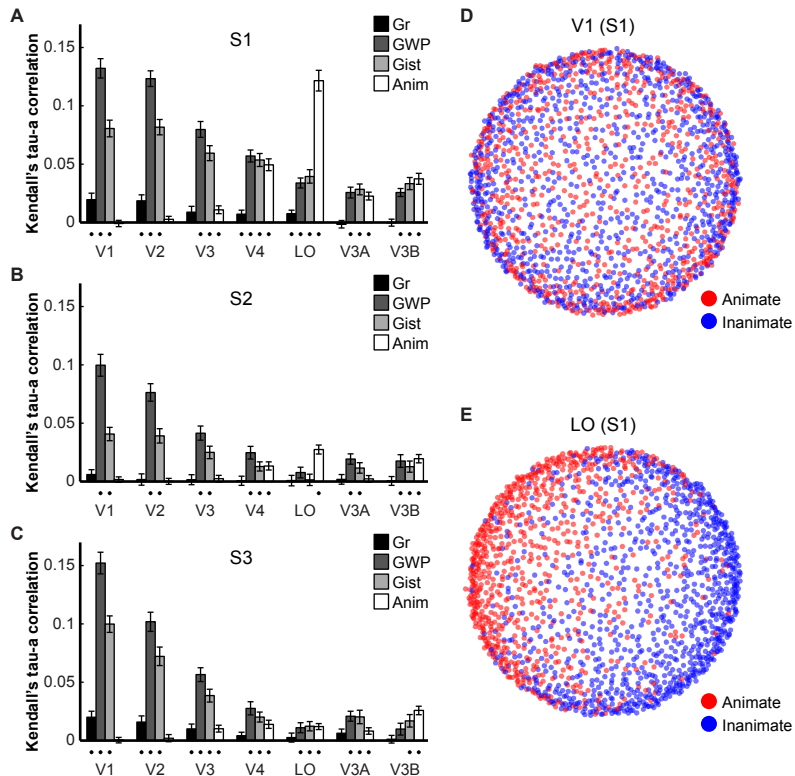 A
S1
Kendall's tau-a correlation
0.15
0.1
0.05
0
Gr
GWP
Gist
Anim
V1 V2 V3 V4 LO V3A V3B
B
S2
Kendall's tau-a correlation
0.15
0.1
0.05
0
Gr
GWP
Gist
Anim
V1 V2 V3 V4 LO V3A V3B
C
S3
Kendall's tau-a correlation
0.15
0.1
0.05
0
Gr
GWP
Gist
Anim
V1 V2 V3 V4 LO V3A V3B
D
V1 (S1)
Animate
Inanimate
E
LO (S1)
Animate
Inanimate